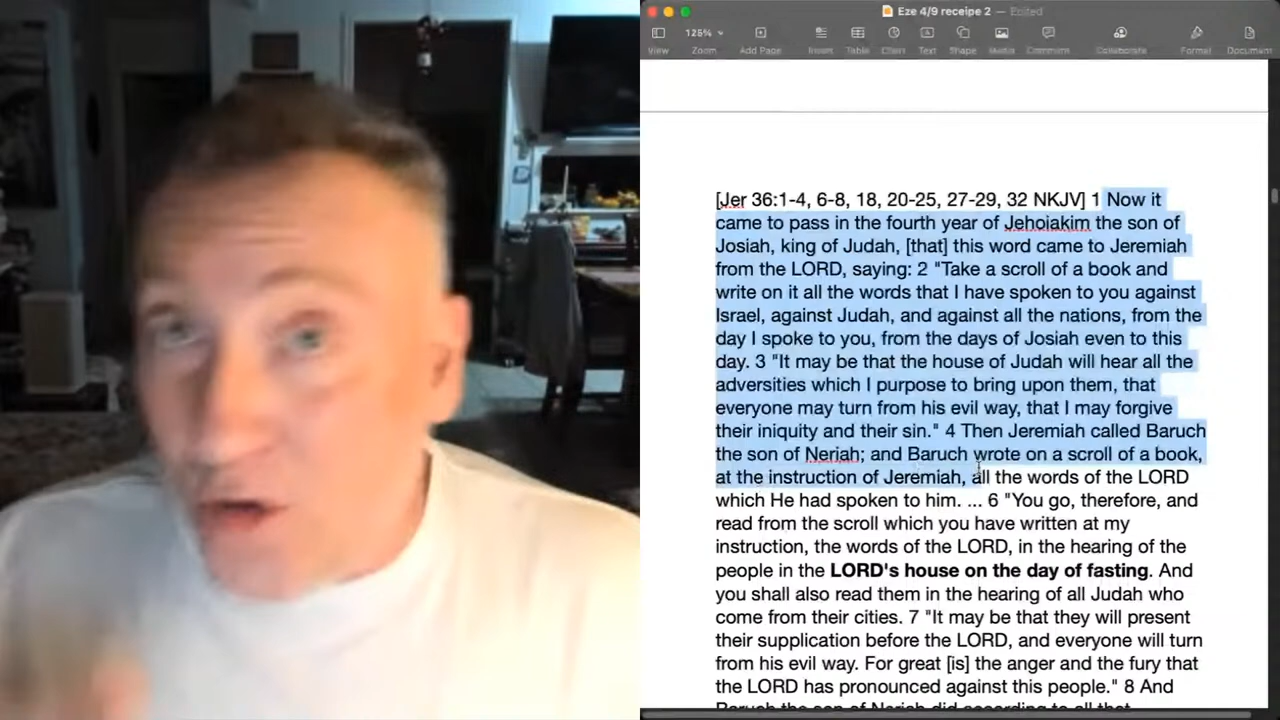 Eze 4/9 receipe 2 — Edited
125%
View Zoom Add Page Insert Table Chart Text Shape Media Comment Collaborate Format Document
[Jer 36:1-4, 6-8, 18, 20-25, 27-29, 32 NKJV] 1 Now it
came to pass in the fourth year of Jehoiakim the son of
Josiah, king of Judah, [that] this word came to Jeremiah
from the LORD, saying: 2 "Take a scroll of a book and
write on it all the words that I have spoken to you against
Israel, against Judah, and against all the nations, from the
day I spoke to you, from the days of Josiah even to this
day. 3 "It may be that the house of Judah will hear all the
adversities which I purpose to bring upon them, that
everyone may turn from his evil way, that I may forgive
their iniquity and their sin." 4 Then Jeremiah called Baruch
the son of Neriah; and Baruch wrote on a scroll of a book,
at the instruction of Jeremiah, all the words of the LORD
which He had spoken to him. ... 6 "You go, therefore, and
read from the scroll which you have written at my
instruction, the words of the LORD, in the hearing of the
people in the LORD's house on the day of fasting. And
you shall also read them in the hearing of all Judah who
come from their cities. 7 "It may be that they will present
their supplication before the LORD, and everyone will turn
from his evil way. For great [is] the anger and the fury that
the LORD has pronounced against this people." 8 And
Baruch the son of Neriah did according to all that